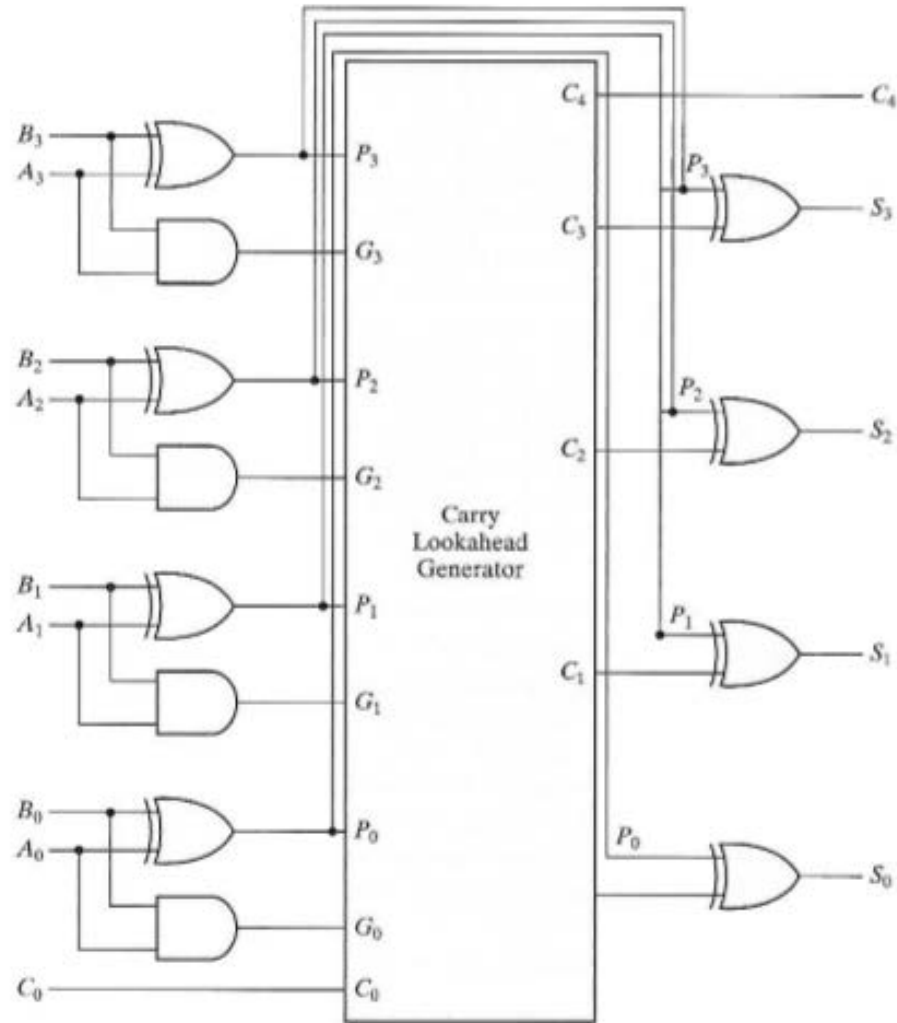 C₄ C₄
B₃
A₃
P₃
P₃
S₃
C₃
G₃
B₂
A₂
P₂
P₂
S₂
C₂
G₂
Carry
Lookahead
Generator
B₁
A₁
P₁
P₁
S₁
C₁
G₁
B₀
A₀
P₀
P₀
S₀
G₀
C₀ C₀